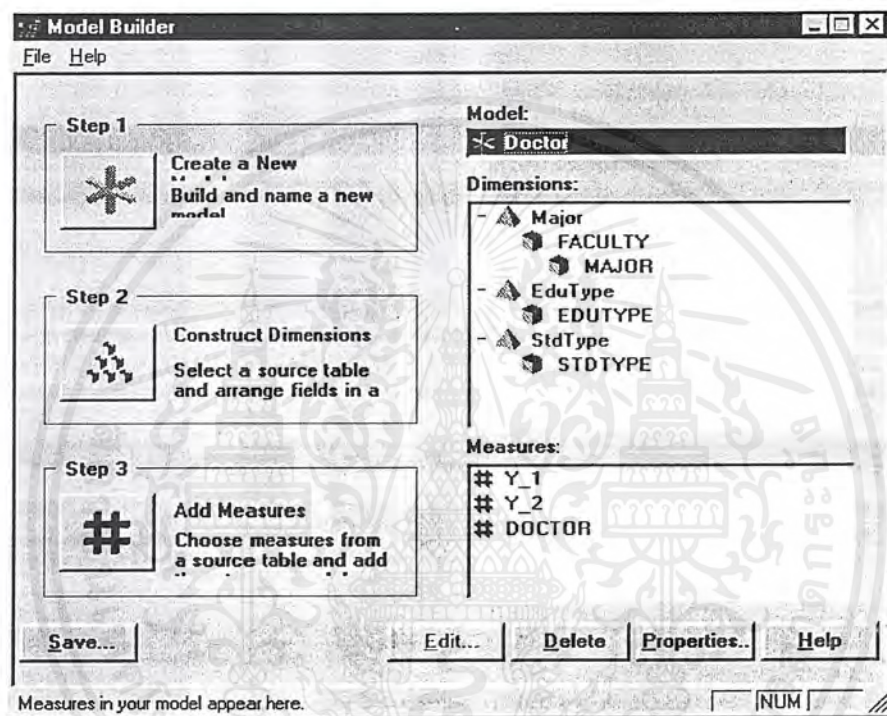 Model Builder
File Help
Step 1
Create a New
Build and name a new
model
Step 2
Construct Dimensions
Select a source table
and arrange fields in a
Step 3
Add Measures
Choose measures from
a source table and add
Model:
Doctor
Dimensions:
- Major
FACULTY
MAJOR
- EduType
EDUTYPE
- StdType
STDTYPE
Measures:
# Y_1
# Y_2
# DOCTOR
Save... Edit... Delete Properties.. Help
Measures in your model appear here. NUM